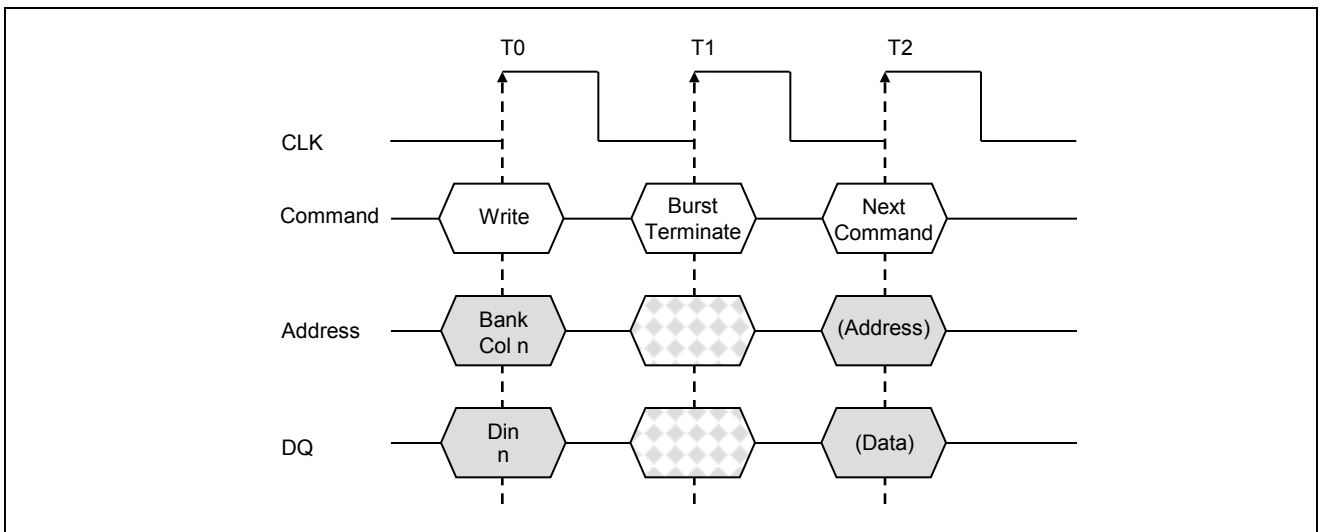 T0
T1
T2
CLK
Command
Write
Burst
Terminate
Next
Command
Address
Bank
Col n
(Address)
DQ
Din
n
(Data)